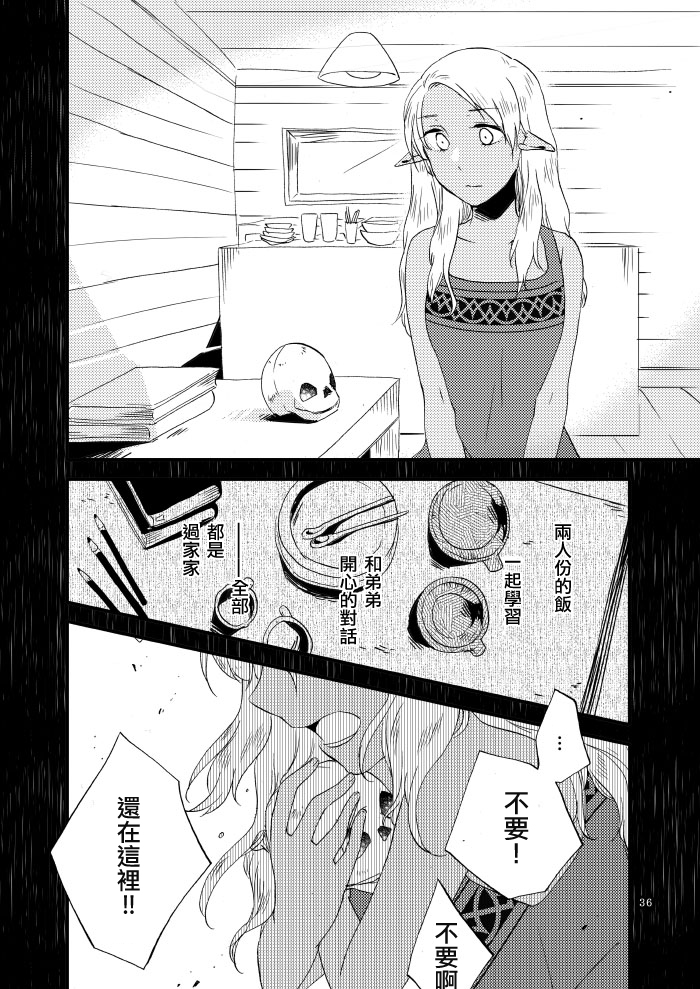 兩人份的飯
一起學習
和弟弟
開心的對話
——全部
都是
過家家
…
不要！
不要啊
還在這裡!!
36